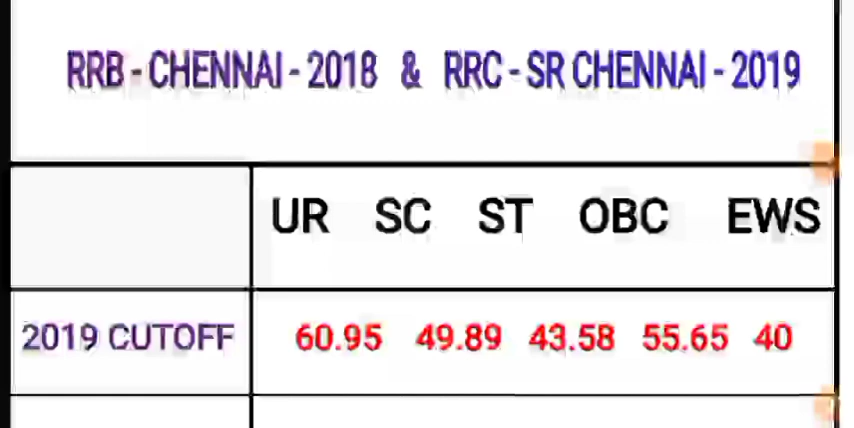 RRB - CHENNAI - 2018 & RRC - SR CHENNAI - 2019
UR SC ST OBC EWS
2019 CUTOFF 60.95 49.89 43.58 55.65 40